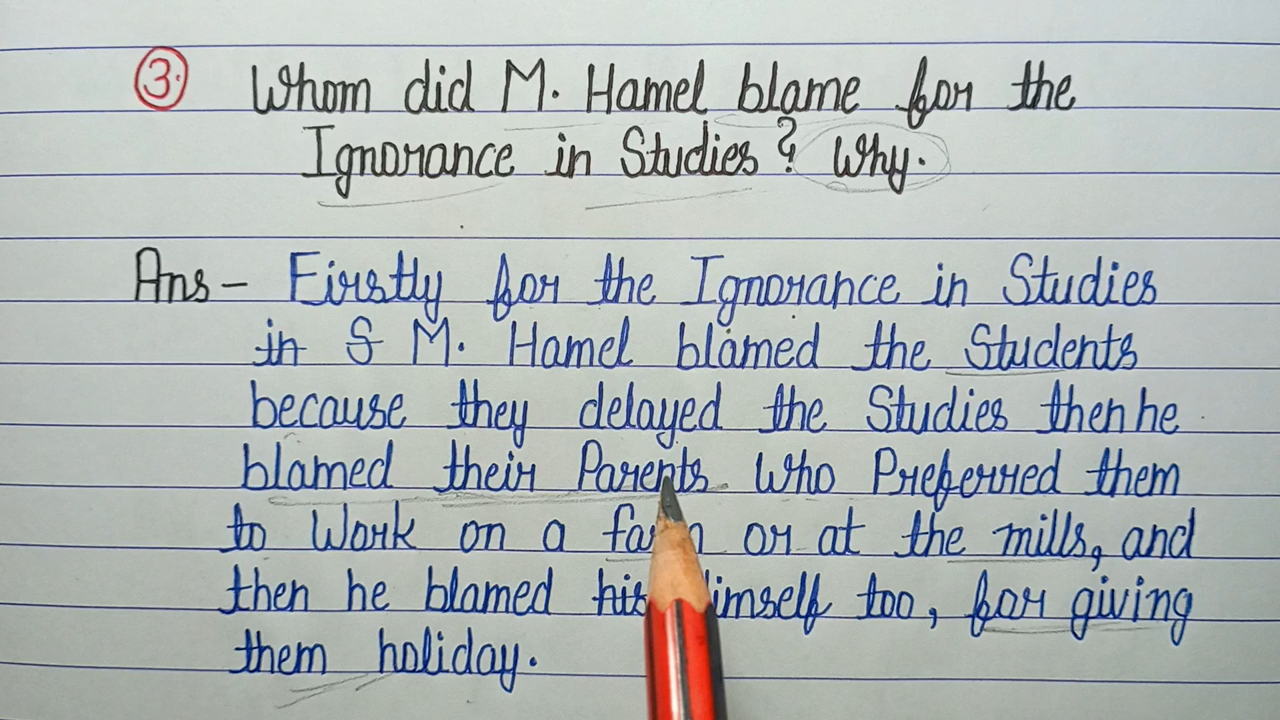 3. Whom did M. Hamel blame for the
Ignorance in Studies? Why.
Ans- Firstly for the Ignorance in Studies
in S M. Hamel blamed the Students
because they delayed the Studies then he
blamed their Parents who Preferred them
to Work on a or at the mills, and
then he blamed his himself too, for giving
them holiday.